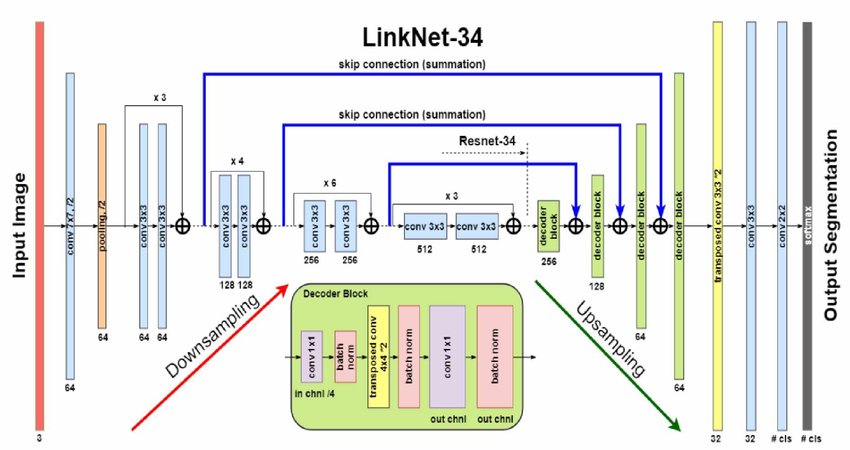 LinkNet-34
skip connection (summation)
skip connection (summation)
Resnet-34
x 3
x 4
x 6
x 3
Input Image
conv 7x7, /2
pooling, /2
conv 3x3
conv 3x3
conv 3x3
conv 3x3
conv 3x3
conv 3x3
conv 3x3
conv 3x3
decoder
block
decoder block
decoder block
decoder block
transposed conv 3x3 *2
conv 3x3
conv 2x2
softmax
Output Segmentation
3
64
64
64
64
128
128
256
256
512
512
256
128
64
64
32
32
# cls
# cls
Downsampling
Upsampling
Decoder Block
conv 1x1
batch
norm
transposed conv
4x4 *2
batch norm
conv 1x1
batch norm
in chnl /4
out chnl
out chnl